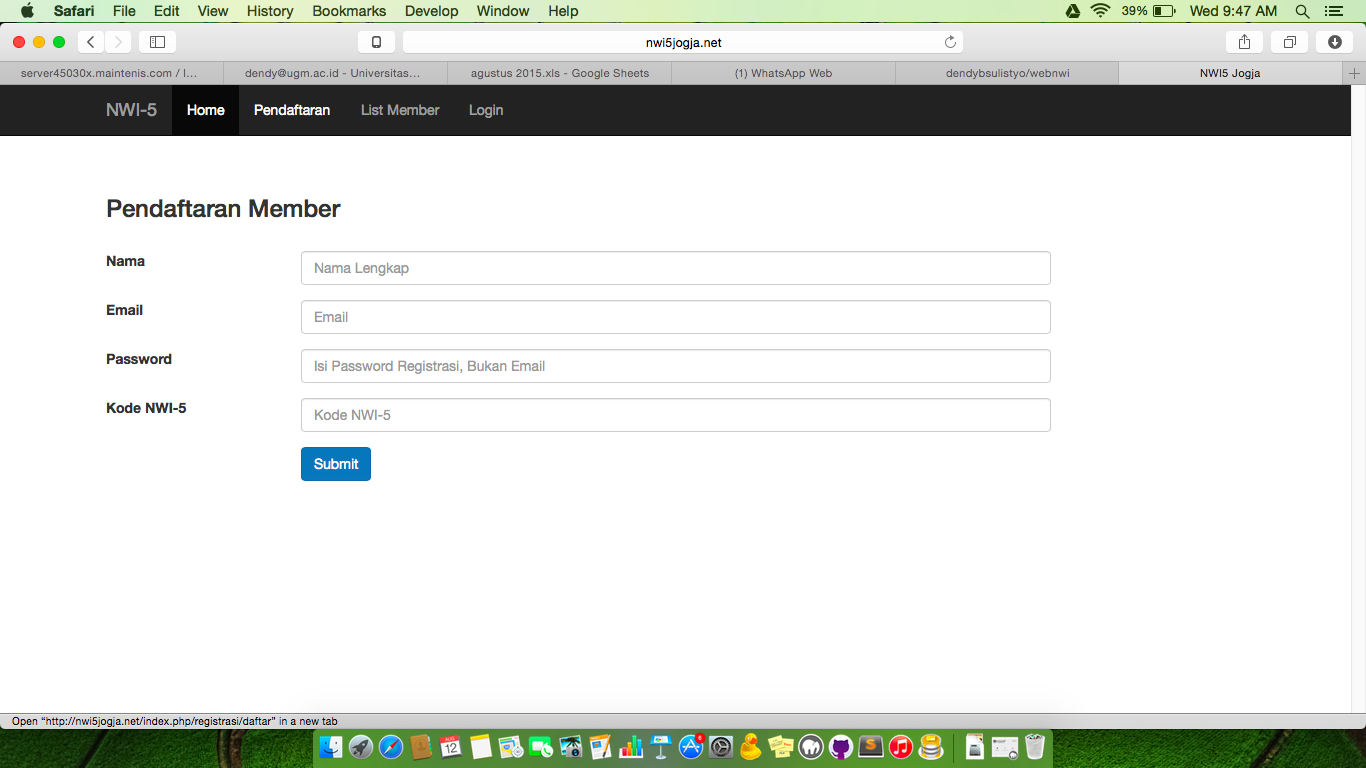 Safari File Edit View History Bookmarks Develop Window Help 39% Wed 9:47 AM
nwi5jogja.net
server45030x.maintenis.com / l... dendy@ugm.ac.id - Universitas... agustus 2015.xls - Google Sheets (1) WhatsApp Web dendybsulistyo/webnwi NWI5 Jogja
NWI-5 Home Pendaftaran List Member Login
Pendaftaran Member
Nama Nama Lengkap
Email Email
Password Isi Password Registrasi, Bukan Email
Kode NWI-5 Kode NWI-5
Submit
Open “http://nwi5jogja.net/index.php/registrasi/daftar” in a new tab
AUG
12